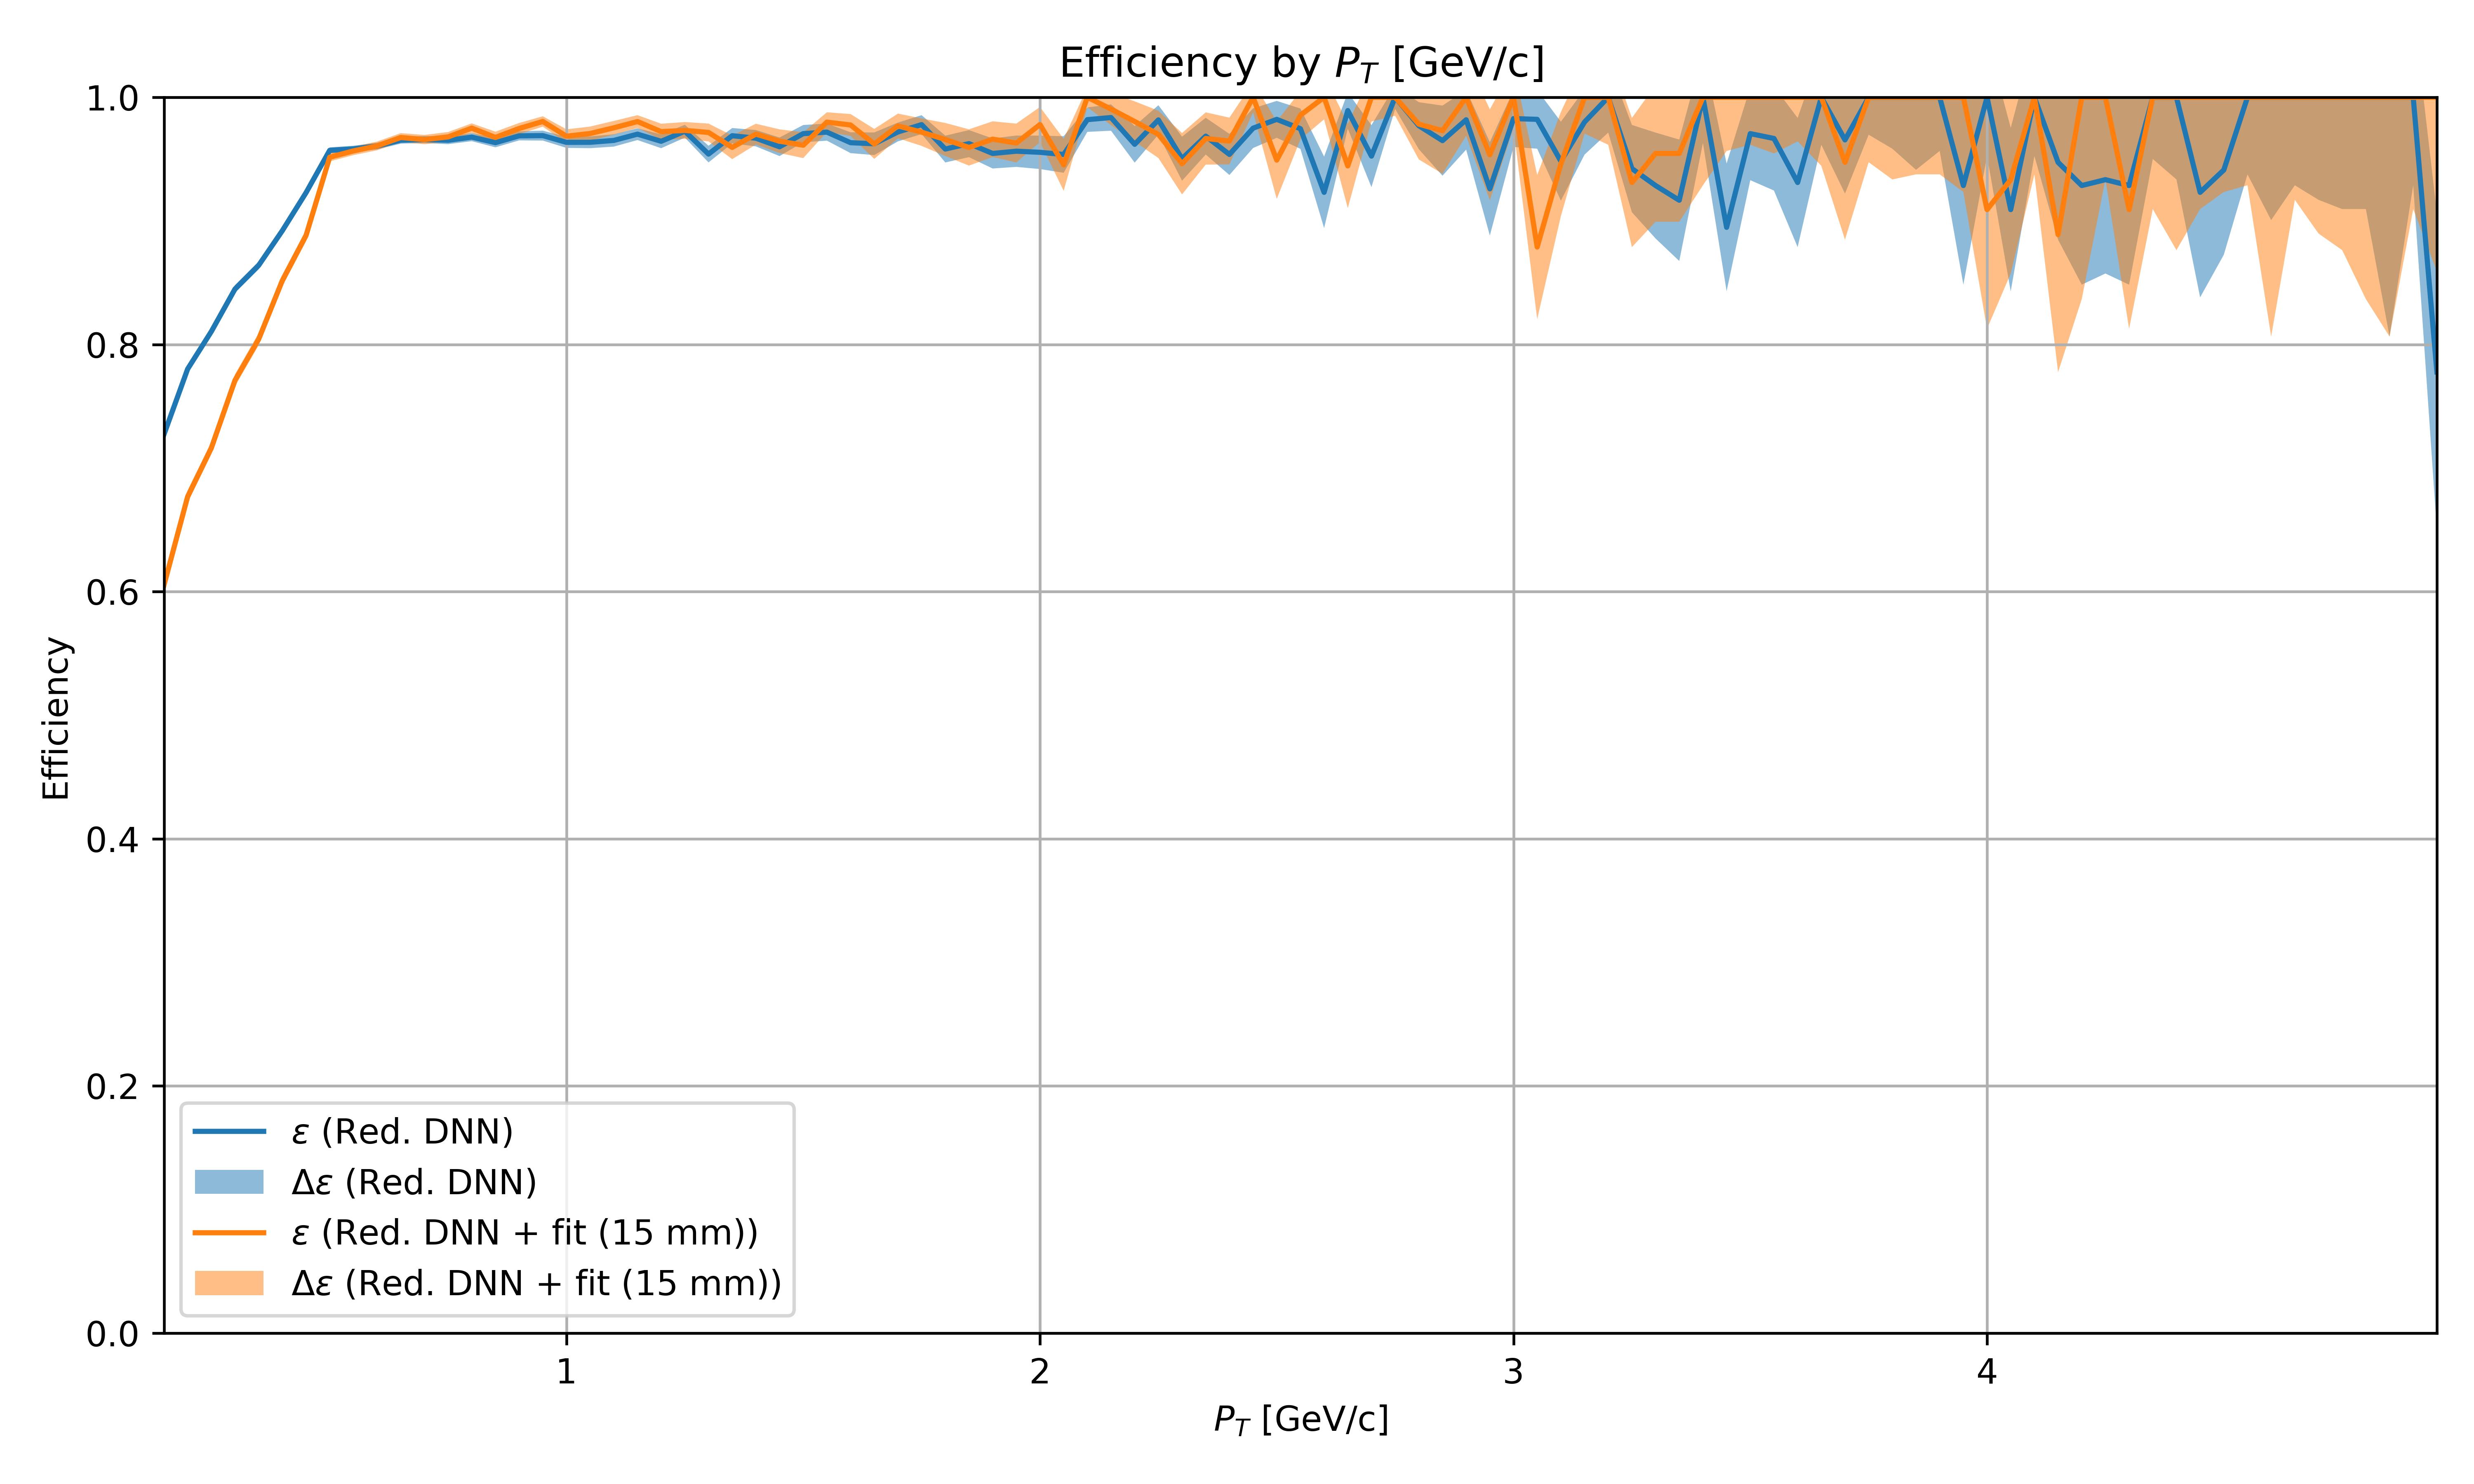 Efficiency by P_T [GeV/c]
1.0
0.8
0.6
0.4
0.2
0.0
Efficiency
ε (Red. DNN)
Δε (Red. DNN)
ε (Red. DNN + fit (15 mm))
Δε (Red. DNN + fit (15 mm))
1 2 3 4
P_T [GeV/c]